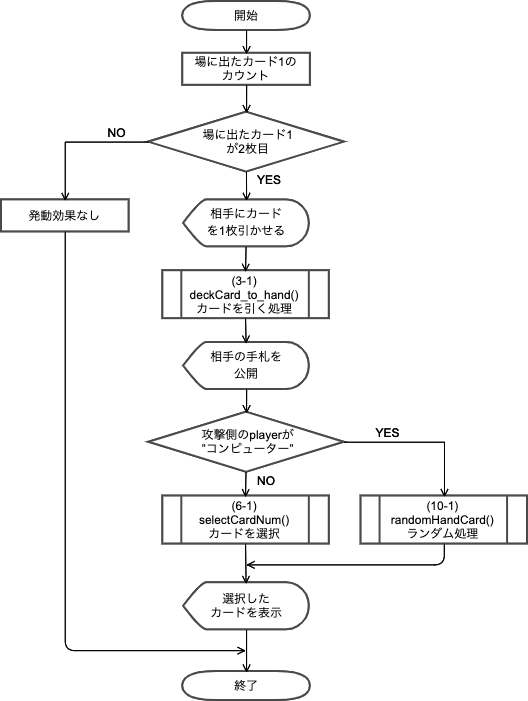 開始
場に出たカード1の
カウント
場に出たカード1
が2枚目
NO
YES
発動効果なし
相手にカード
を1枚引かせる
(3-1)
deckCard_to_hand()
カードを引く処理
相手の手札を
公開
攻撃側のplayerが
"コンピューター"
YES
NO
(6-1)
selectCardNum()
カードを選択
(10-1)
randomHandCard()
ランダム処理
選択した
カードを表示
終了